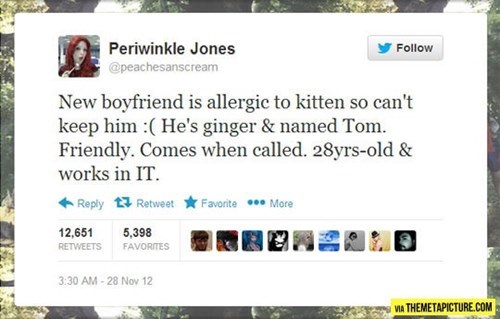 Periwinkle Jones
@peachesanscream
Follow
New boyfriend is allergic to kitten so can't
keep him :( He's ginger & named Tom.
Friendly. Comes when called. 28yrs-old &
works in IT.
Reply Retweet Favorite More
12,651 5,398
RETWEETS FAVORITES
3:30 AM - 28 Nov 12
VIA THEMETAPICTURE.COM